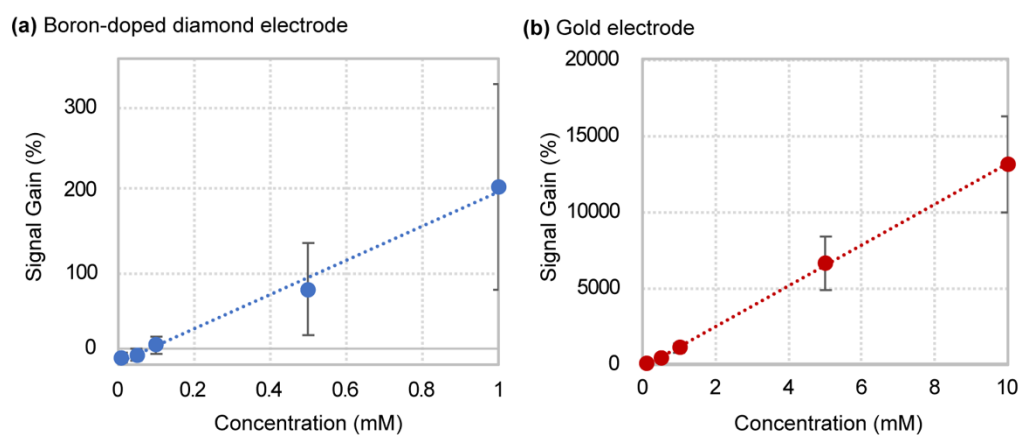 (a) Boron-doped diamond electrode
Signal Gain (%)
300
200
100
0
0 0.2 0.4 0.6 0.8 1
Concentration (mM)
(b) Gold electrode
Signal Gain (%)
20000
15000
10000
5000
0
0 2 4 6 8 10
Concentration (mM)